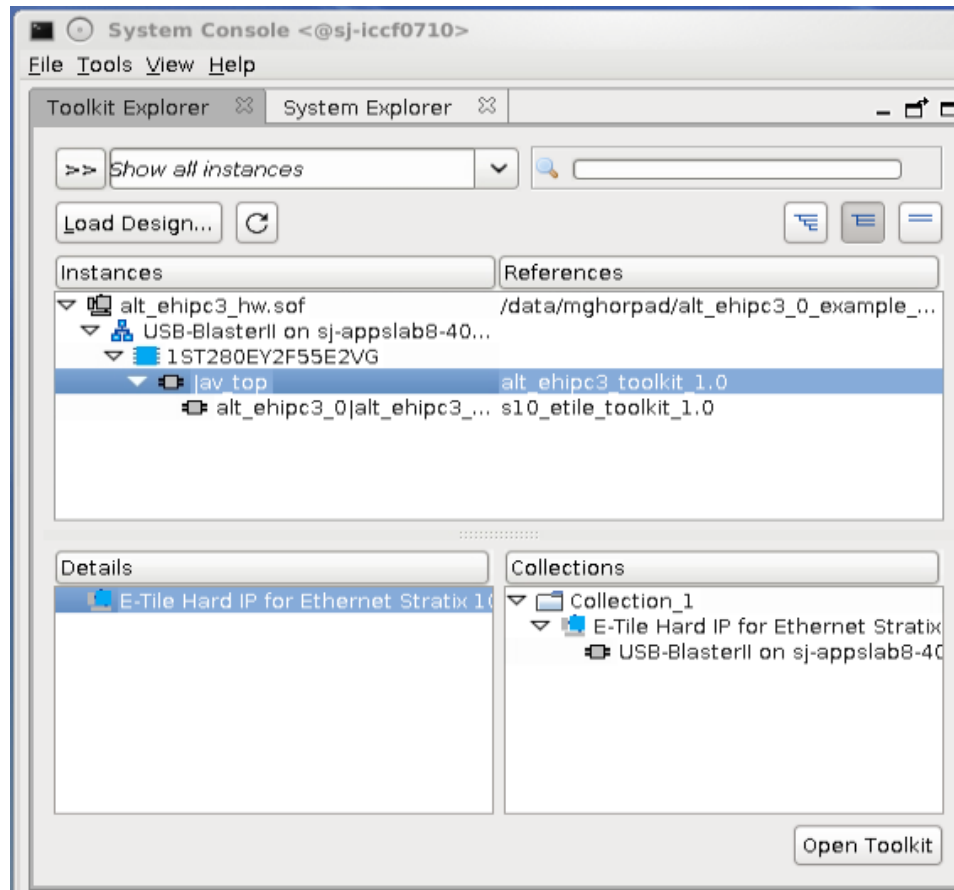 System Console <@sj-iccf0710>
File Tools View Help
Toolkit Explorer System Explorer
>> Show all instances
Load Design...
Instances References
alt_ehipc3_hw.sof /data/mghorpad/alt_ehipc3_0_example_...
USB-BlasterII on sj-appslab8-40...
1ST280EY2F55E2VG
|av_top alt_ehipc3_toolkit_1.0
alt_ehipc3_0|alt_ehipc3_... s10_etile_toolkit_1.0
Details Collections
E-Tile Hard IP for Ethernet Stratix 10 Collection_1
E-Tile Hard IP for Ethernet Stratix
USB-BlasterII on sj-appslab8-40
Open Toolkit